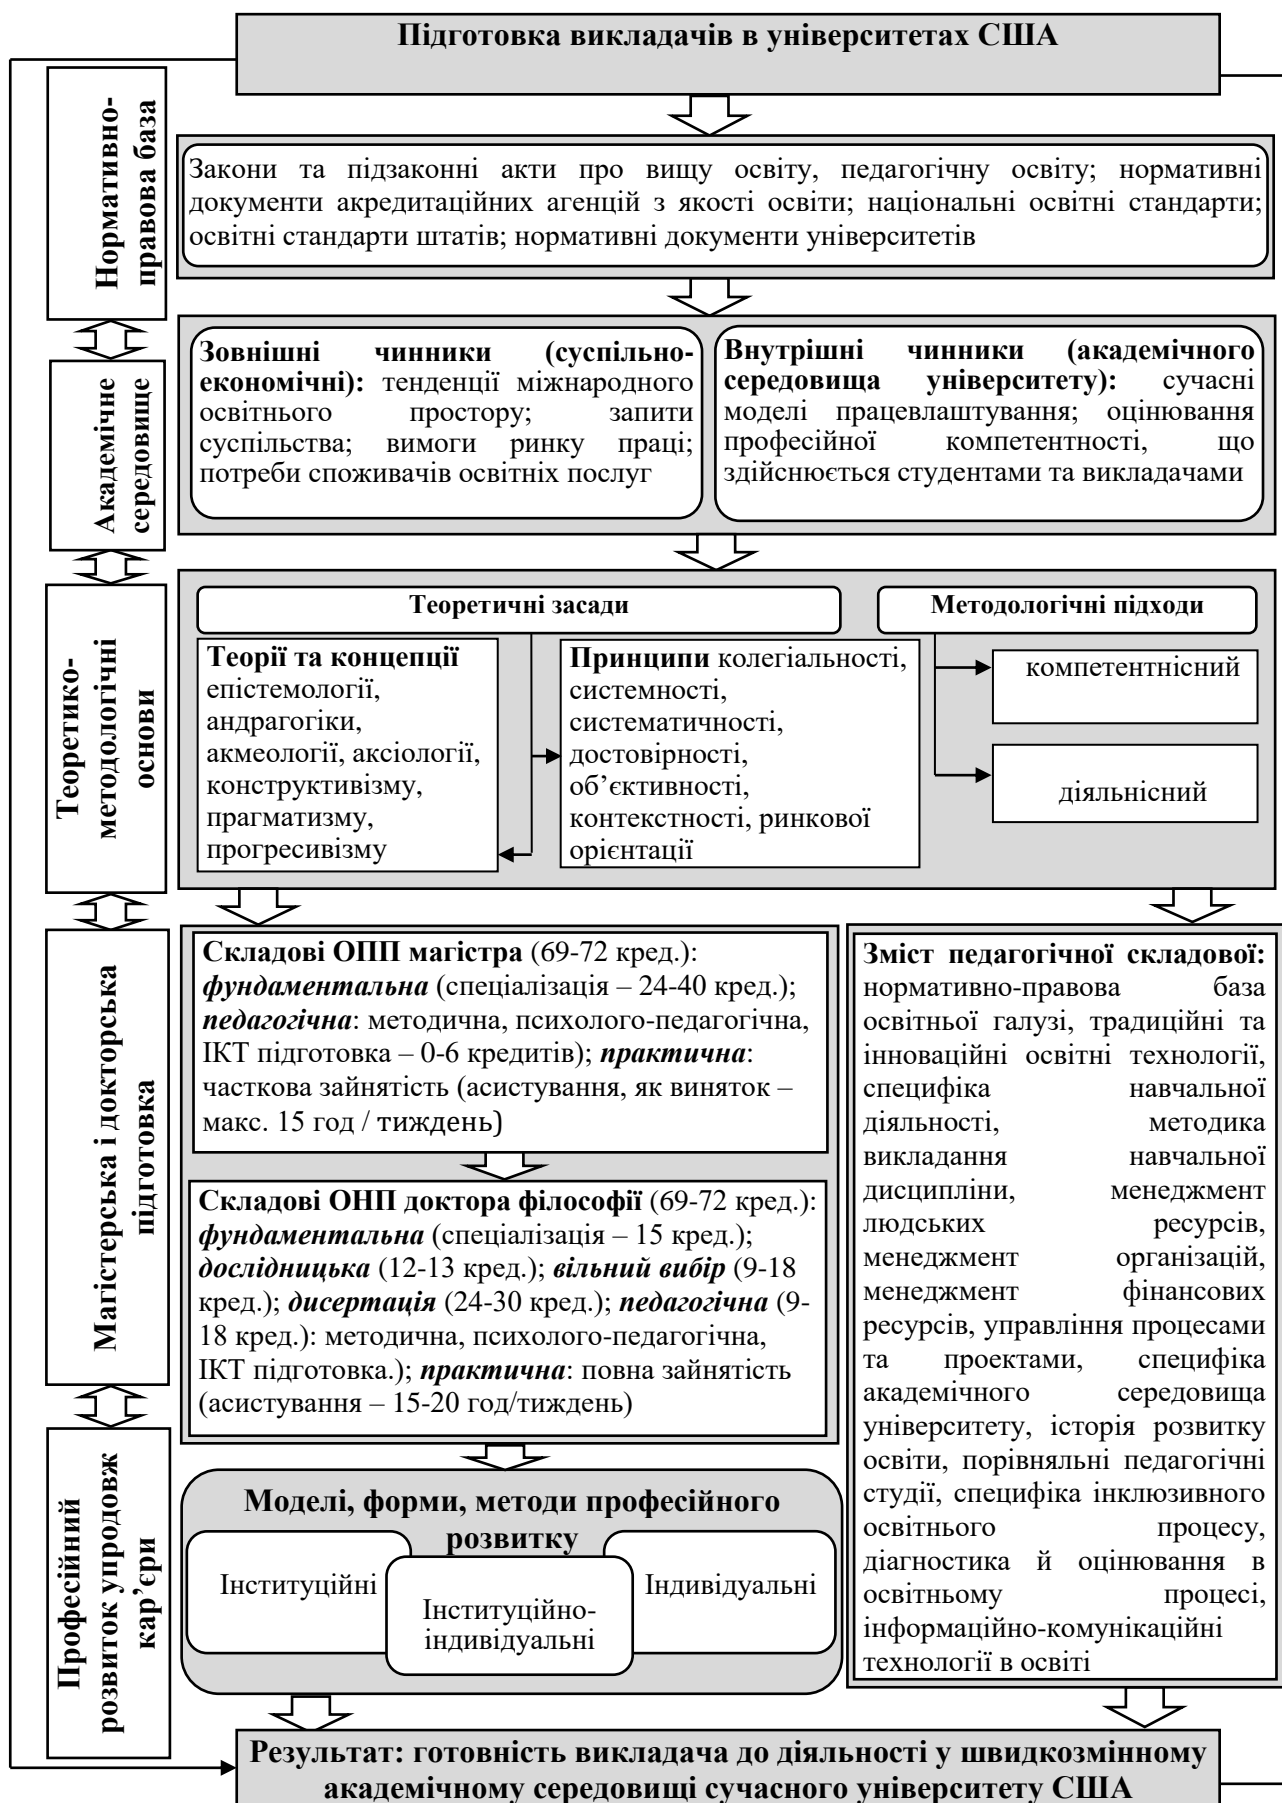 Підготовка викладачів в університетах США
Нормативно-
правова база
Закони та підзаконні акти про вищу освіту, педагогічну освіту; нормативні
документи акредитаційних агенцій з якості освіти; національні освітні стандарти;
освітні стандарти штатів; нормативні документи університетів
Академічне
середовище
Зовнішні чинники (суспільно-
економічні): тенденції міжнародного
освітнього простору; запити
суспільства; вимоги ринку праці;
потреби споживачів освітніх послуг
Внутрішні чинники (академічного
середовища університету): сучасні
моделі працевлаштування; оцінювання
професійної компетентності, що
здійснюється студентами та викладачами
Теоретико-
методологічні
основи
Теоретичні засади
Теорії та концепції
епістемології,
андрагогіки,
акмеології, аксіології,
конструктивізму,
прагматизму,
прогресивізму
Принципи колегіальності,
системності,
систематичності,
достовірності,
об’єктивності,
контекстності, ринкової
орієнтації
Методологічні підходи
компетентнісний
діяльнісний
Магістерська і докторська
підготовка
Складові ОПП магістра (69-72 кред.):
фундаментальна (спеціалізація – 24-40 кред.);
педагогічна: методична, психолого-педагогічна,
ІКТ підготовка – 0-6 кредитів); практична:
часткова зайнятість (асистування, як виняток –
макс. 15 год / тиждень)
Складові ОНП доктора філософії (69-72 кред.):
фундаментальна (спеціалізація – 15 кред.);
дослідницька (12-13 кред.); вільний вибір (9-18
кред.); дисертація (24-30 кред.); педагогічна (9-
18 кред.): методична, психолого-педагогічна,
ІКТ підготовка.); практична: повна зайнятість
(асистування – 15-20 год/тиждень)
Зміст педагогічної складової:
нормативно-правова база
освітньої галузі, традиційні та
інноваційні освітні технології,
специфіка навчальної
діяльності, методика
викладання навчальної
дисципліни, менеджмент
людських ресурсів,
менеджмент організацій,
менеджмент фінансових
ресурсів, управління процесами
та проектами, специфіка
академічного середовища
університету, історія розвитку
освіти, порівняльні педагогічні
студії, специфіка інклюзивного
освітнього процесу,
діагностика й оцінювання в
освітньому процесі,
інформаційно-комунікаційні
технології в освіті
Професійний
розвиток упродовж
кар’єри
Моделі, форми, методи професійного
розвитку
Інституційні
Інституційно-
індивідуальні
Індивідуальні
Результат: готовність викладача до діяльності у швидкозмінному
академічному середовищі сучасного університету США